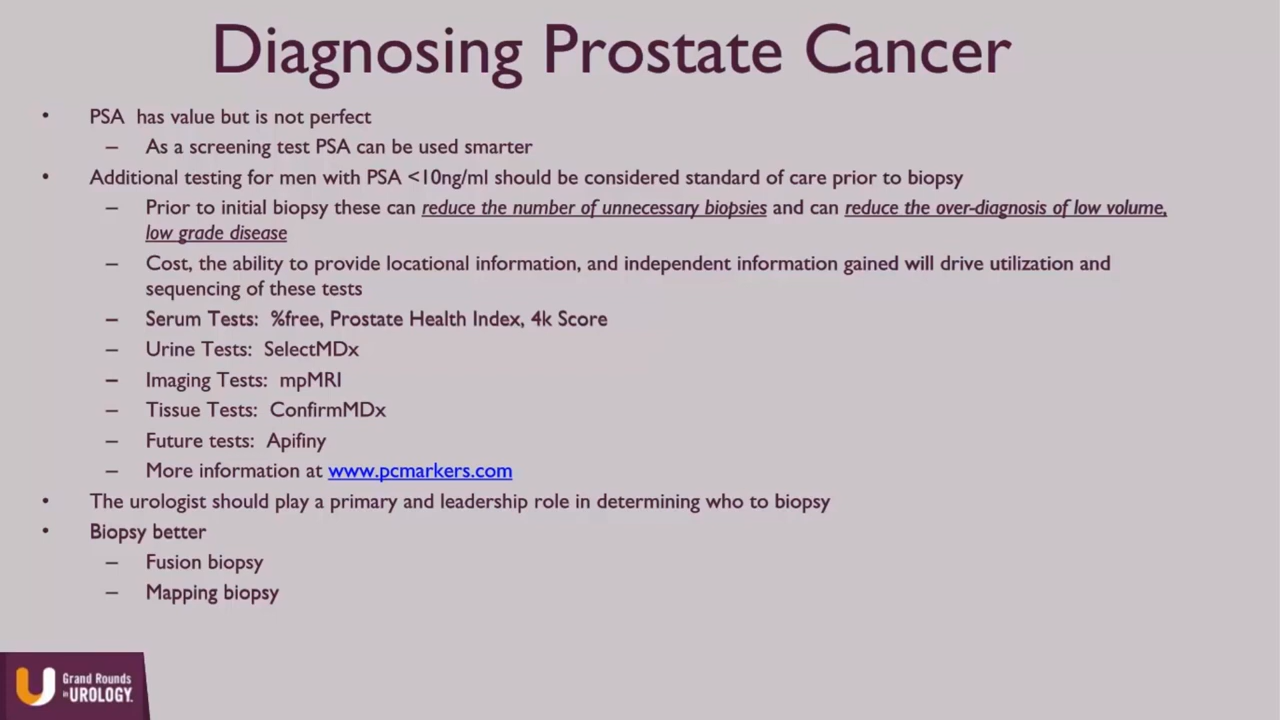 Diagnosing Prostate Cancer
• PSA has value but is not perfect
– As a screening test PSA can be used smarter
• Additional testing for men with PSA <10ng/ml should be considered standard of care prior to biopsy
– Prior to initial biopsy these can reduce the number of unnecessary biopsies and can reduce the over-diagnosis of low volume,
low grade disease
– Cost, the ability to provide locational information, and independent information gained will drive utilization and
sequencing of these tests
– Serum Tests: %free, Prostate Health Index, 4k Score
– Urine Tests: SelectMDx
– Imaging Tests: mpMRI
– Tissue Tests: ConfirmMDx
– Future tests: Apifiny
– More information at www.pcmarkers.com
• The urologist should play a primary and leadership role in determining who to biopsy
• Biopsy better
– Fusion biopsy
– Mapping biopsy
Grand Rounds
in UROLOGY